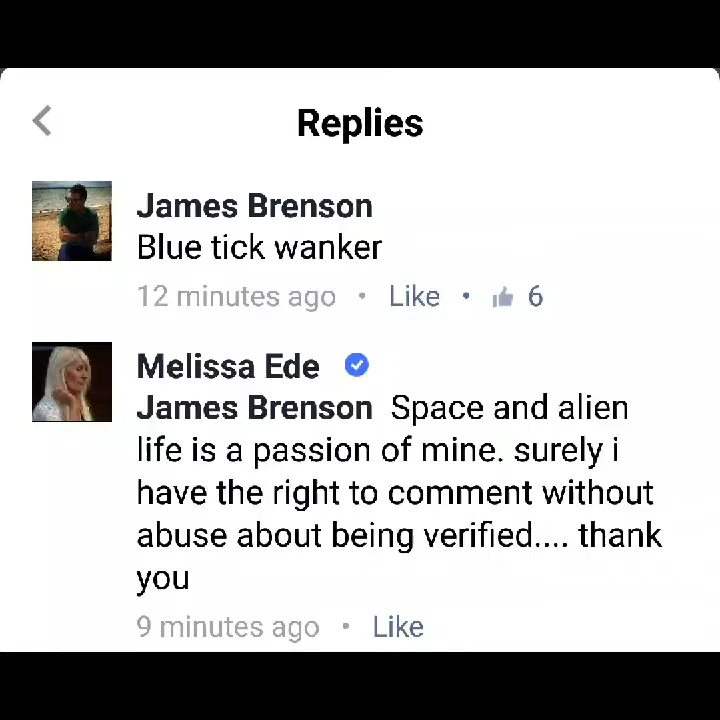 Replies
James Brenson
Blue tick wanker
12 minutes ago • Like • 6
Melissa Ede
James Brenson Space and alien
life is a passion of mine. surely i
have the right to comment without
abuse about being verified.... thank
you
9 minutes ago • Like